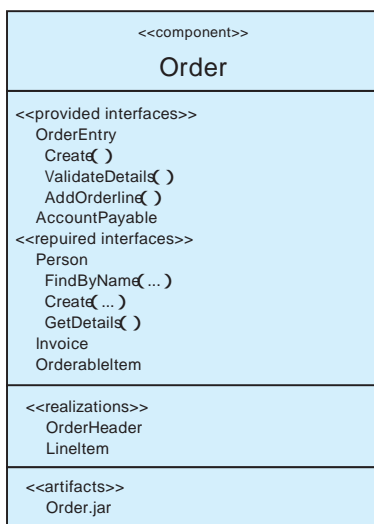 <<component>>
Order
<<provided interfaces>>
OrderEntry
Create( )
ValidateDetails( )
AddOrderline( )
AccountPayable
<<repuired interfaces>>
Person
FindByName( ... )
Create( ... )
GetDetails( )
Invoice
OrderableItem
<<realizations>>
OrderHeader
LineItem
<<artifacts>>
Order.jar